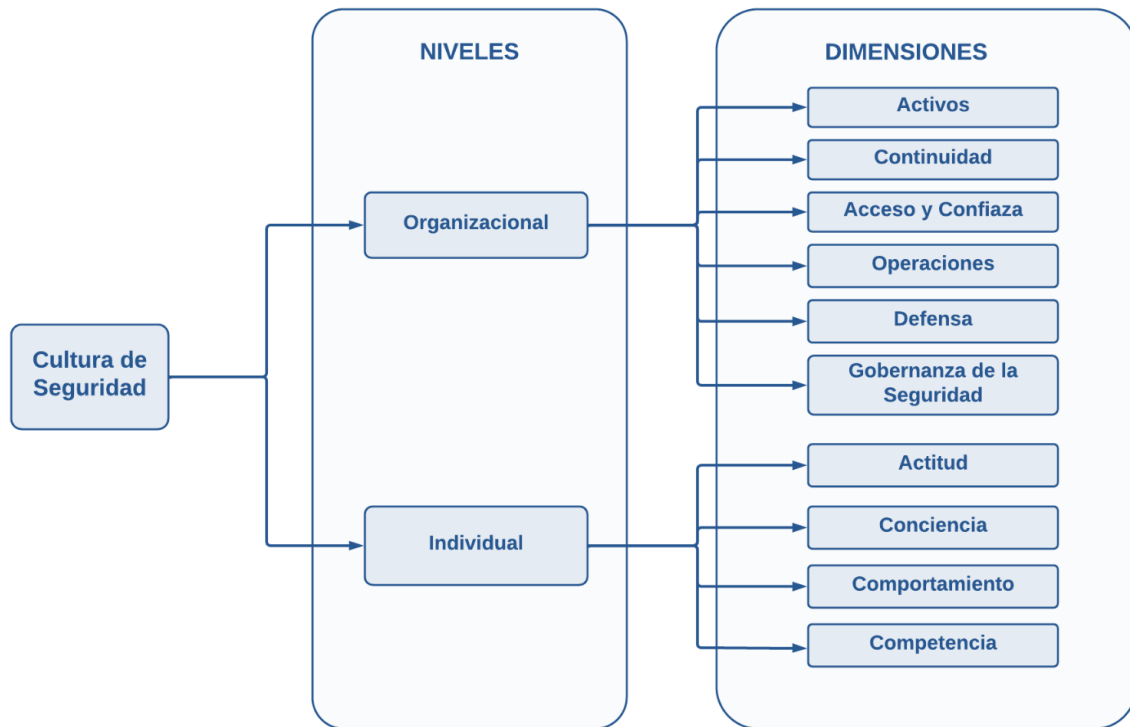 NIVELES
DIMENSIONES
Cultura de
Seguridad
Organizacional
Individual
Activos
Continuidad
Acceso y Confiaza
Operaciones
Defensa
Gobernanza de la
Seguridad
Actitud
Conciencia
Comportamiento
Competencia